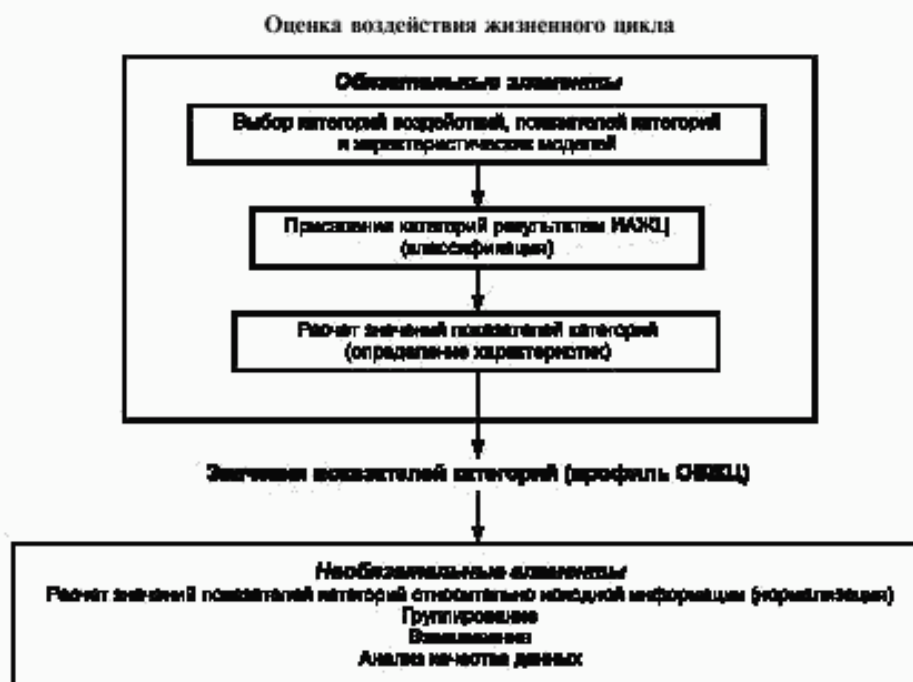 Оценка воздействия жизненного цикла
Обязательные элементы
Выбор категорий воздействий, показателей категорий
и характеристических моделей
Присвоение категорий результатам ИАЖЦ
(классификация)
Расчет значений показателей категорий
(определение характеристик)
Значения показателей категорий (профиль ОВЖЦ)
Необязательные элементы
Расчет значений показателей категорий относительно исходной информации (нормализация)
Группирование
Взвешивание
Анализ качества данных